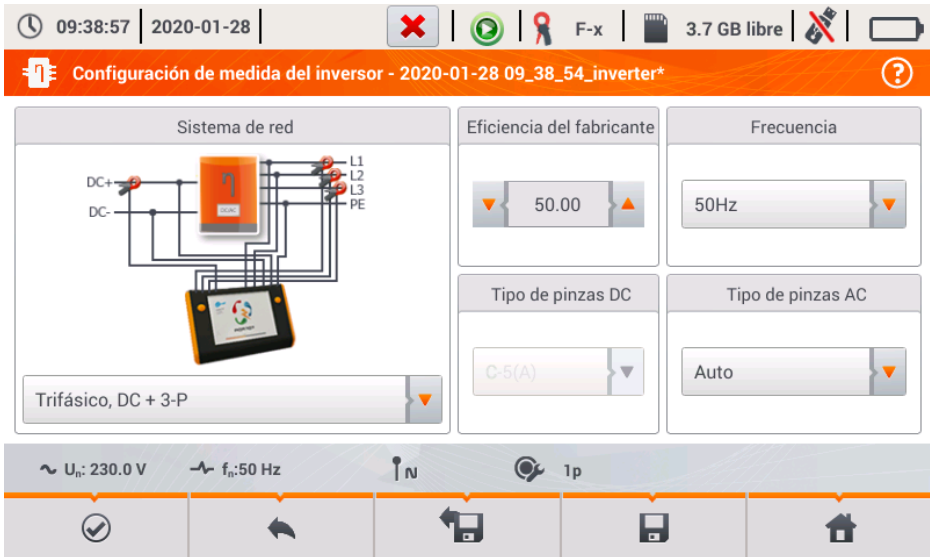 09:38:57 2020-01-28 F-x 3.7 GB libre
Configuración de medida del inversor - 2020-01-28 09_38_54_inverter*
Sistema de red
Eficiencia del fabricante
Frecuencia
DC+
DC-
L1
L2
L3
PE
DC/AC
50.00
50Hz
Tipo de pinzas DC
Tipo de pinzas AC
C-5(A)
Auto
Trifásico, DC + 3-P
Un: 230.0 V fn:50 Hz N 1p